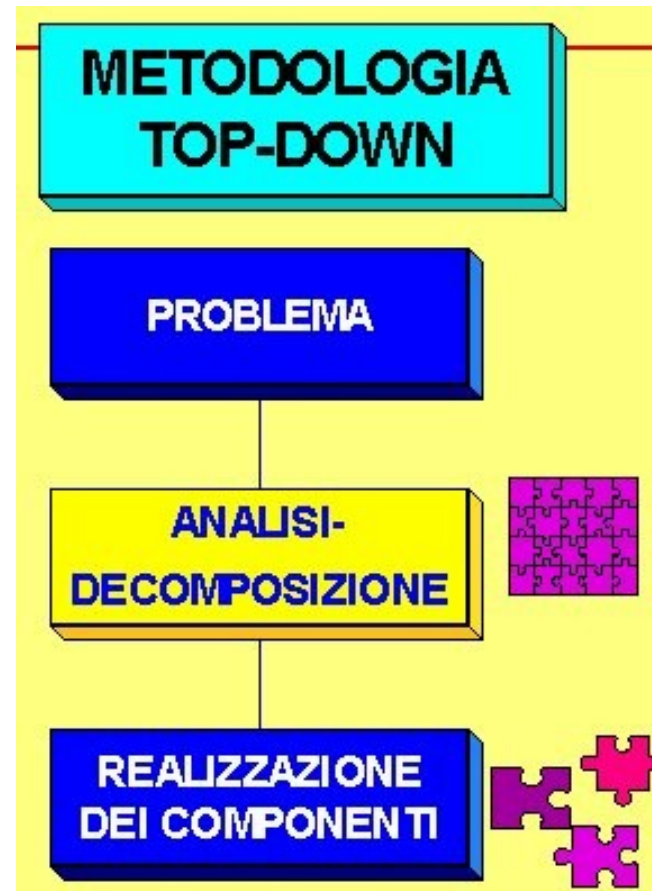 METODOLOGIA
TOP-DOWN
PROBLEMA
ANALISI-
DECOMPOSIZIONE
REALIZZAZIONE
DEI COMPONENTI